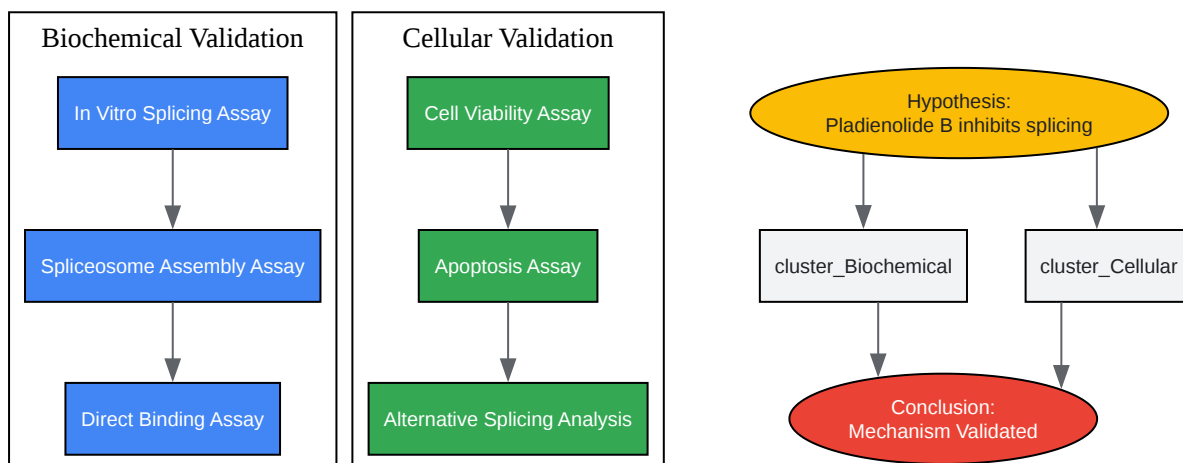 Biochemical Validation
In Vitro Splicing Assay
Spliceosome Assembly Assay
Direct Binding Assay
Cellular Validation
Cell Viability Assay
Apoptosis Assay
Alternative Splicing Analysis
Hypothesis:
Pladienolide B inhibits splicing
cluster_Biochemical
cluster_Cellular
Conclusion:
Mechanism Validated